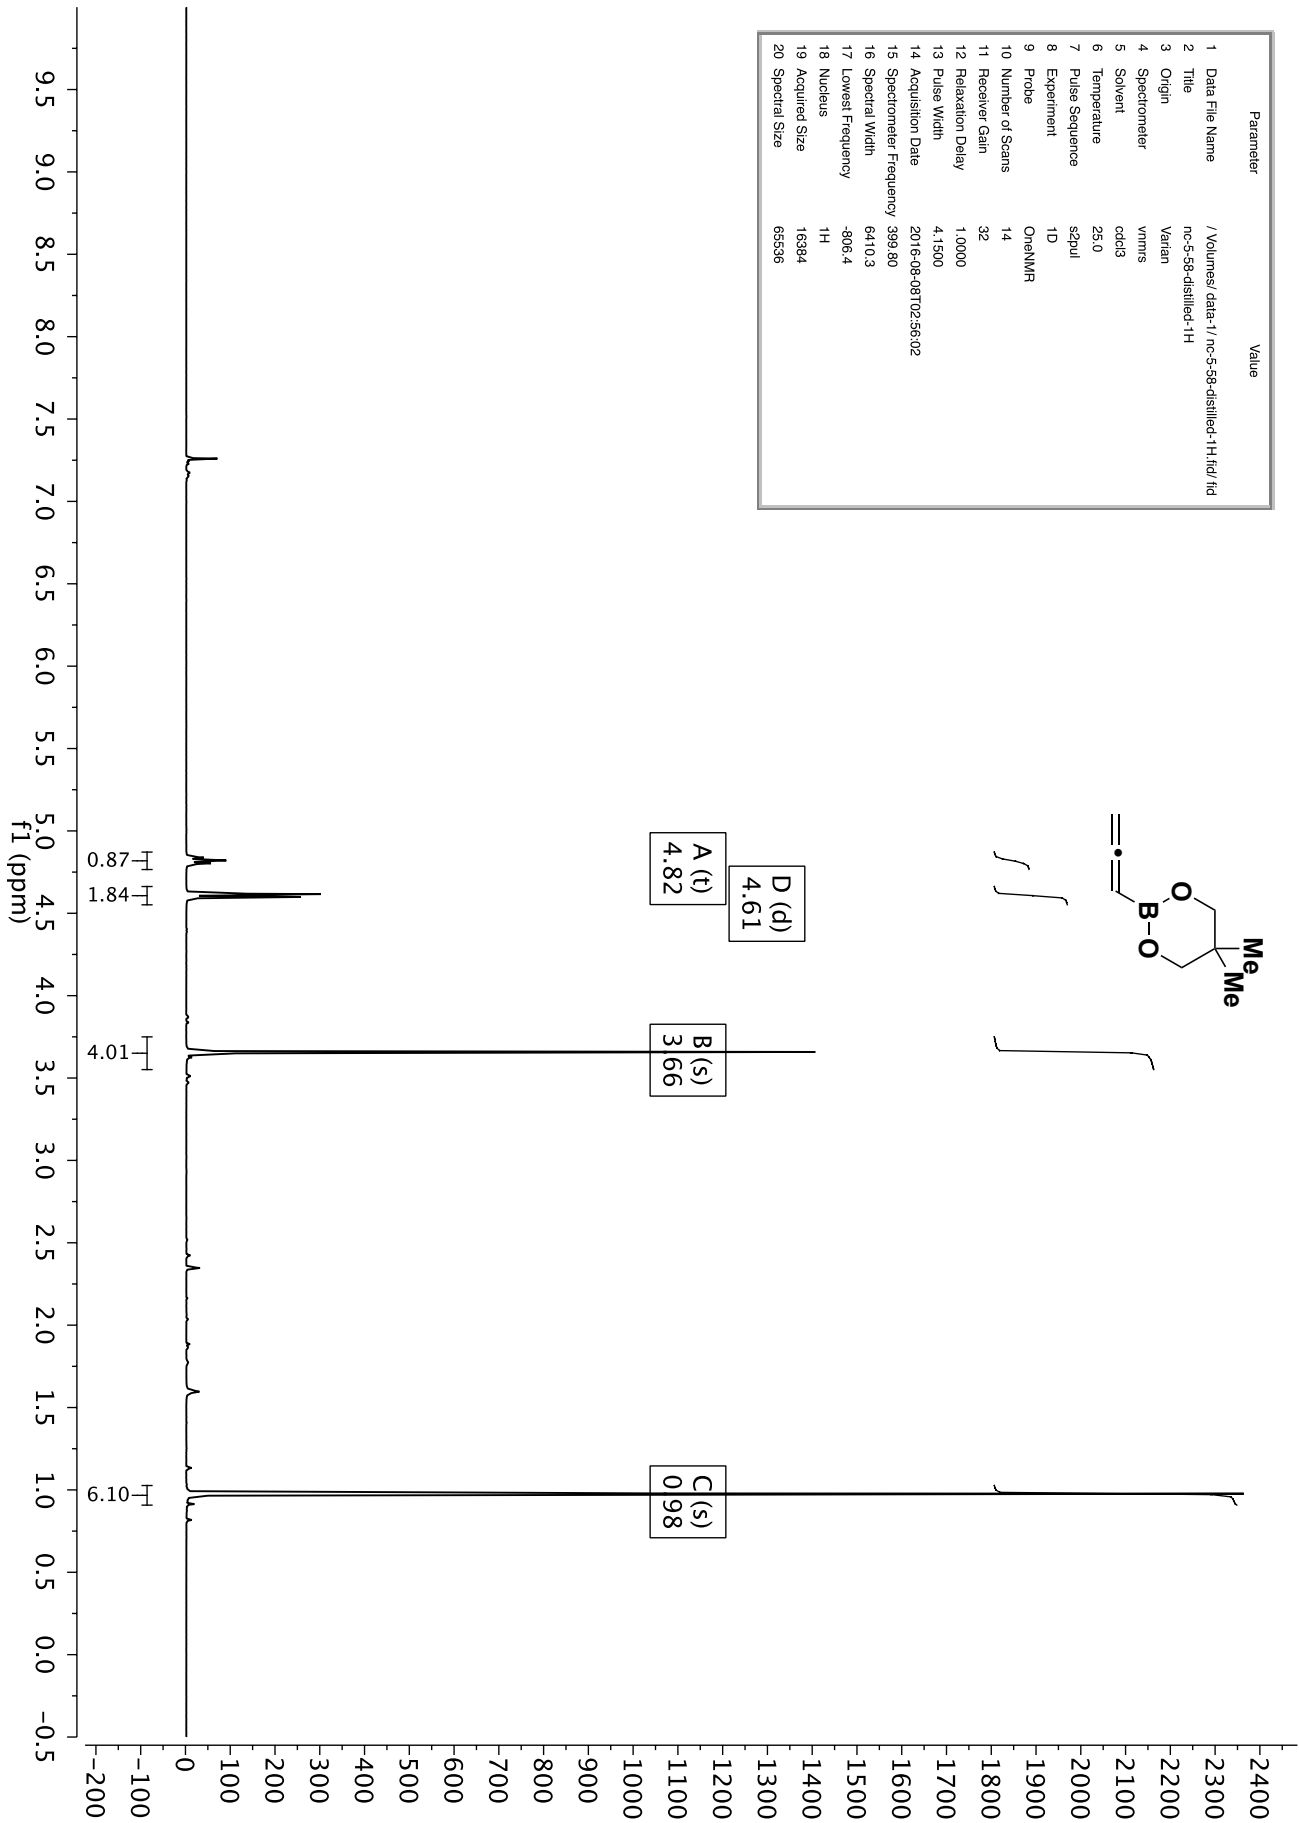 Parameter Value
1 Data File Name / Volumes/ data-1/ nc-5-58-distilled-1H.fid/ fid
2 Title nc-5-58-distilled-1H
3 Origin Varian
4 Spectrometer vnmrs
5 Solvent cdcl3
6 Temperature 25.0
7 Pulse Sequence s2pul
8 Experiment 1D
9 Probe OneNMR
10 Number of Scans 14
11 Receiver Gain 32
12 Relaxation Delay 1.0000
13 Pulse Width 4.1500
14 Acquisition Date 2016-08-08T02:56:02
15 Spectrometer Frequency 399.80
16 Spectral Width 6410.3
17 Lowest Frequency -806.4
18 Nucleus 1H
19 Acquired Size 16384
20 Spectral Size 65536
Me
Me
O
B
O
D (d)
4.61
A (t)
4.82
B (s)
3.66
C (s)
0.98
2400
2300
2200
2100
2000
1900
1800
1700
1600
1500
1400
1300
1200
1100
1000
900
800
700
600
500
400
300
200
100
0
-100
-200
0.87
1.84
4.01
6.10
9.5 9.0 8.5 8.0 7.5 7.0 6.5 6.0 5.5 5.0 4.5 4.0 3.5 3.0 2.5 2.0 1.5 1.0 0.5 0.0 -0.5
f1 (ppm)